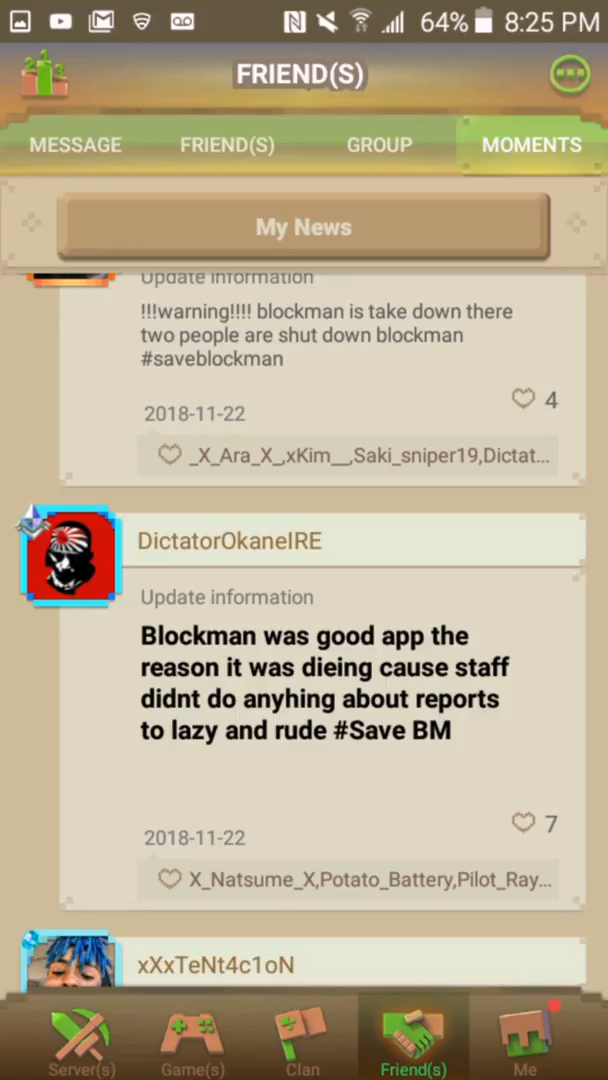 64% 8:25 PM
FRIEND(S)
MESSAGE FRIEND(S) GROUP MOMENTS
My News
Update information
!!!warning!!!! blockman is take down there
two people are shut down blockman
#saveblockman
4
2018-11-22
_X_Ara_X_,xKim__,Saki_sniper19,Dictat...
DictatorOkaneIRE
Update information
Blockman was good app the
reason it was dieing cause staff
didnt do anyhing about reports
to lazy and rude #Save BM
7
2018-11-22
X_Natsume_X,Potato_Battery,Pilot_Ray...
xXxTeNt4c1oN
Server(s) Game(s) Clan Friend(s) Me